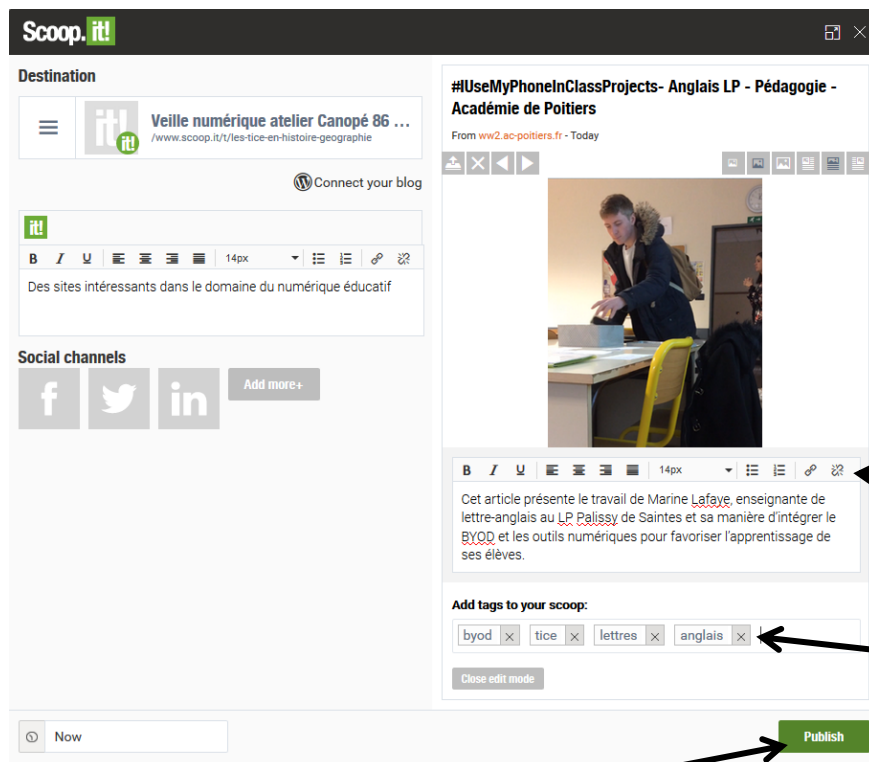 Scoop.it!
Destination
it!
it!
Veille numérique atelier Canopé 86 ...
/www.scoop.it/t/les-tice-en-histoire-geographie
Connect your blog
it!
B I U 14px
Des sites intéressants dans le domaine du numérique éducatif
Social channels
f in Add more+
#IUseMyPhoneInClassProjects- Anglais LP - Pédagogie -
Académie de Poitiers
From ww2.ac-poitiers.fr - Today
B I U 14px
Cet article présente le travail de Marine Lafaye, enseignante de
lettre-anglais au LP Palissy de Saintes et sa manière d'intégrer le
BYOD et les outils numériques pour favoriser l'apprentissage de
ses élèves.
Add tags to your scoop:
byod x tice x lettres x anglais x
Close edit mode
Now
Publish